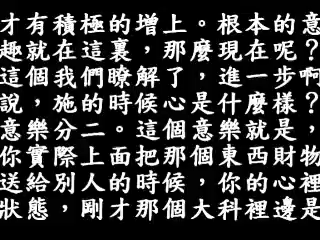 才有積極的增上。根本的意
趣就在這裏,那麼現在呢?
這個我們瞭解了,進一步啊
說,施的時候心是什麼樣?
意樂分二。這個意樂就是,
你實際上面把那個東西財物
送給別人的時候,你的心裡
狀態,剛才那個大科裡邊是